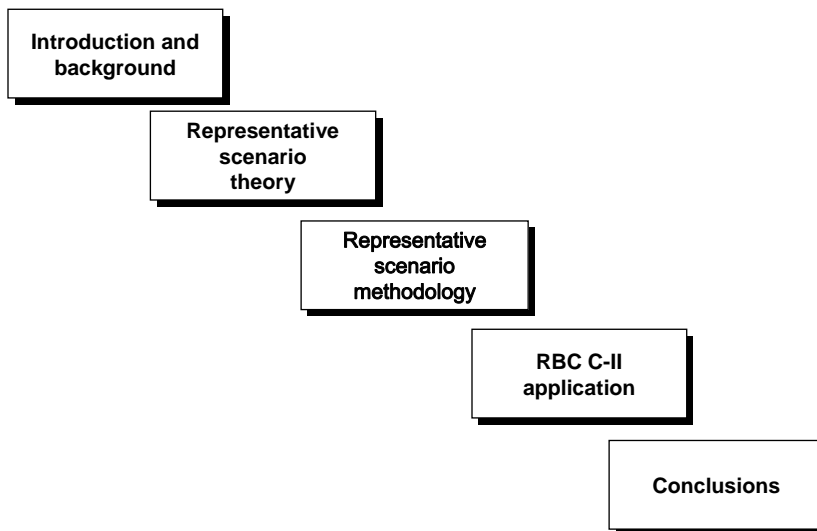 Introduction and
background
Representative
scenario
theory
Representative
scenario
methodology
RBC C-II
application
Conclusions